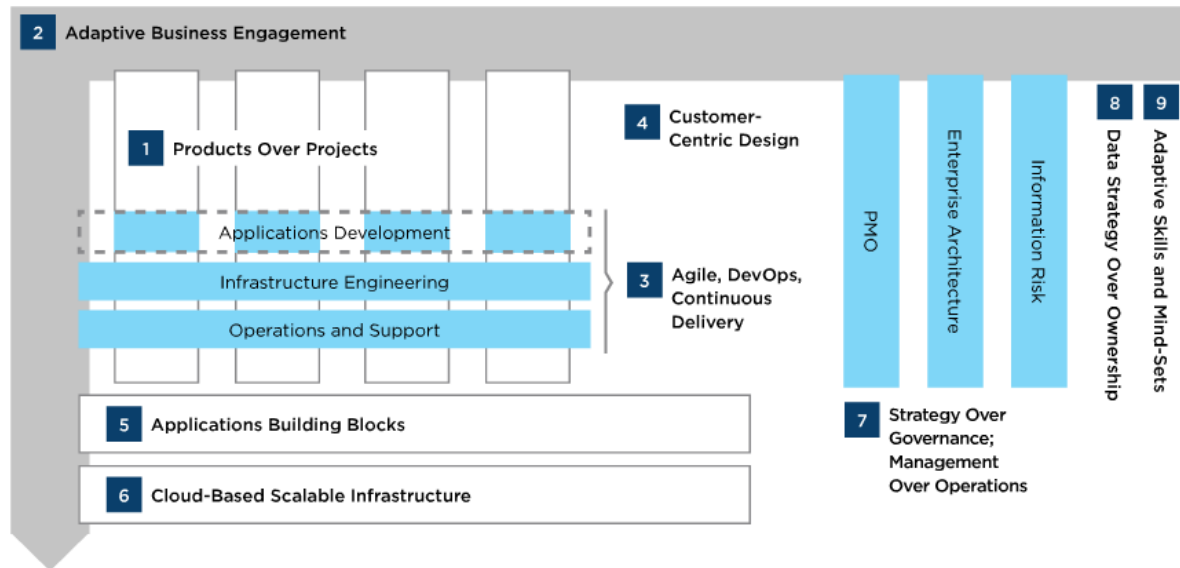 2 Adaptive Business Engagement
1 Products Over Projects
4 Customer-
Centric Design
Applications Development
Infrastructure Engineering
Operations and Support
3 Agile, DevOps,
Continuous
Delivery
5 Applications Building Blocks
6 Cloud-Based Scalable Infrastructure
PMO
Enterprise Architecture
Information Risk
7 Strategy Over
Governance;
Management
Over Operations
8 Data Strategy Over Ownership
9 Adaptive Skills and Mind-Sets